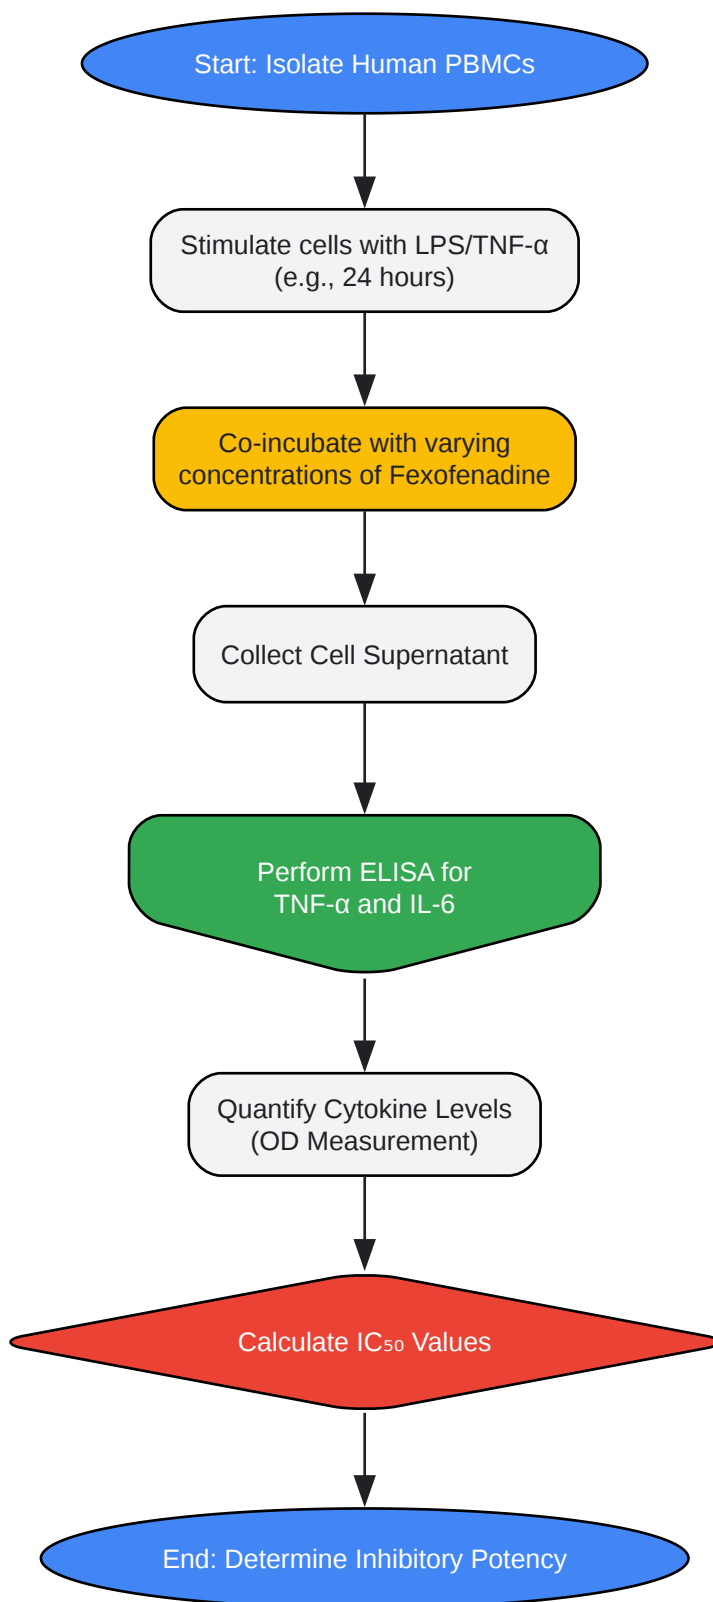 Start: Isolate Human PBMCs
Stimulate cells with LPS/TNF-α
(e.g., 24 hours)
Co-incubate with varying
concentrations of Fexofenadine
Collect Cell Supernatant
Perform ELISA for
TNF-α and IL-6
Quantify Cytokine Levels
(OD Measurement)
Calculate IC₅₀ Values
End: Determine Inhibitory Potency